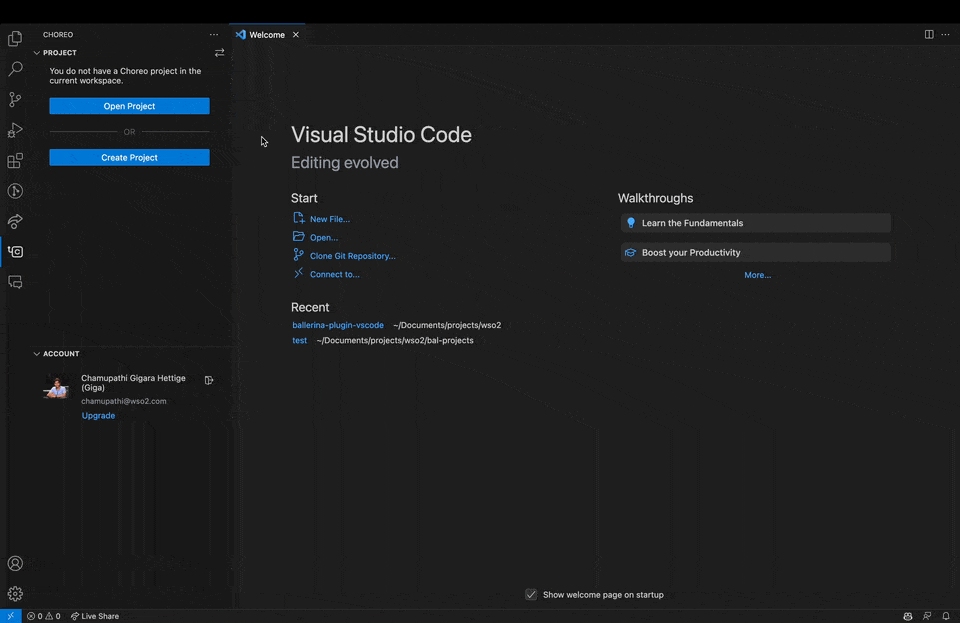 CHOREO
PROJECT
You do not have a Choreo project in the
current workspace.
Open Project
OR
Create Project
ACCOUNT
Chamupathi Gigara Hettige
(Giga)
chamupathi@wso2.com
Upgrade
Welcome
Visual Studio Code
Editing evolved
Start
New File...
Open...
Clone Git Repository...
Connect to...
Recent
ballerina-plugin-vscode ~/Documents/projects/wso2
test ~/Documents/projects/wso2/bal-projects
Walkthroughs
Learn the Fundamentals
Boost your Productivity
More...
Show welcome page on startup
0 0 Live Share